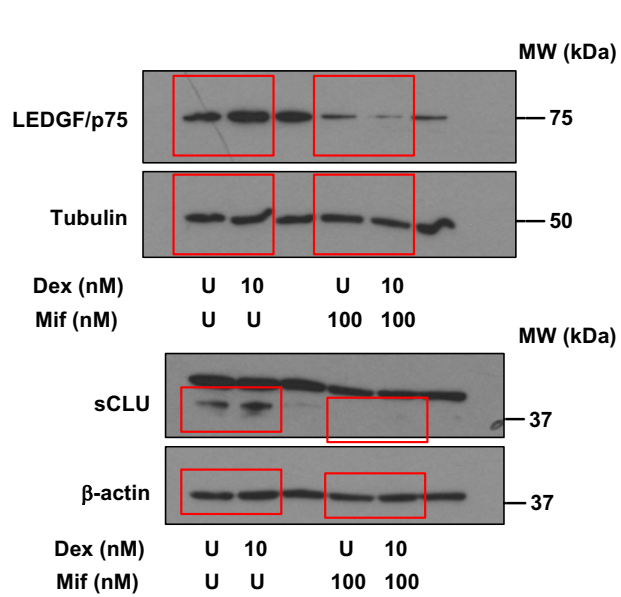 MW (kDa)
LEDGF/p75
75
Tubulin
50
Dex (nM) U 10 U 10
Mif (nM) U U 100 100
MW (kDa)
sCLU
37
β-actin
37
Dex (nM) U 10 U 10
Mif (nM) U U 100 100